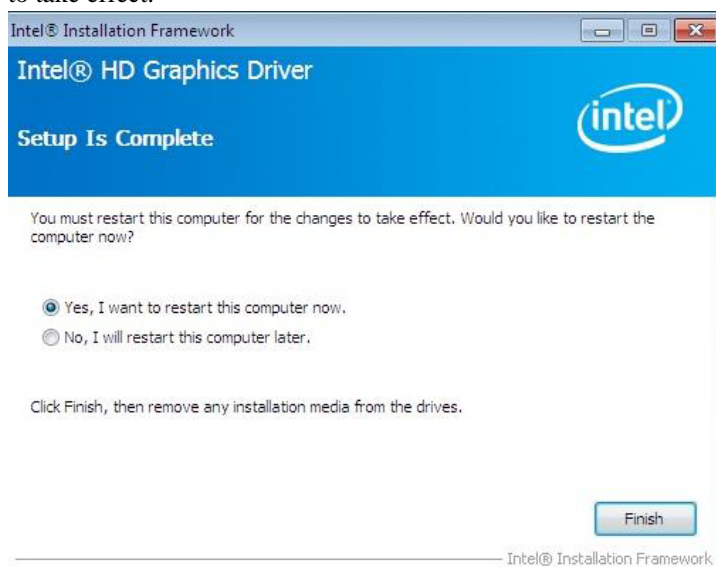 to take effect.
Intel® Installation Framework
Intel® HD Graphics Driver
intel
Setup Is Complete
You must restart this computer for the changes to take effect. Would you like to restart the
computer now?
Yes, I want to restart this computer now.
No, I will restart this computer later.
Click Finish, then remove any installation media from the drives.
Finish
Intel® Installation Framework